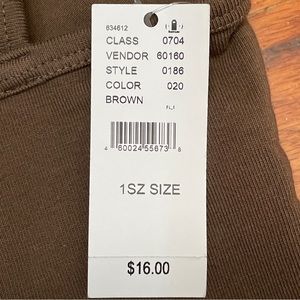 634612
CLASS 0704
VENDOR 60160
STYLE 0186
COLOR 020
BROWN
4 60024 55673 8
1SZ SIZE
$16.00